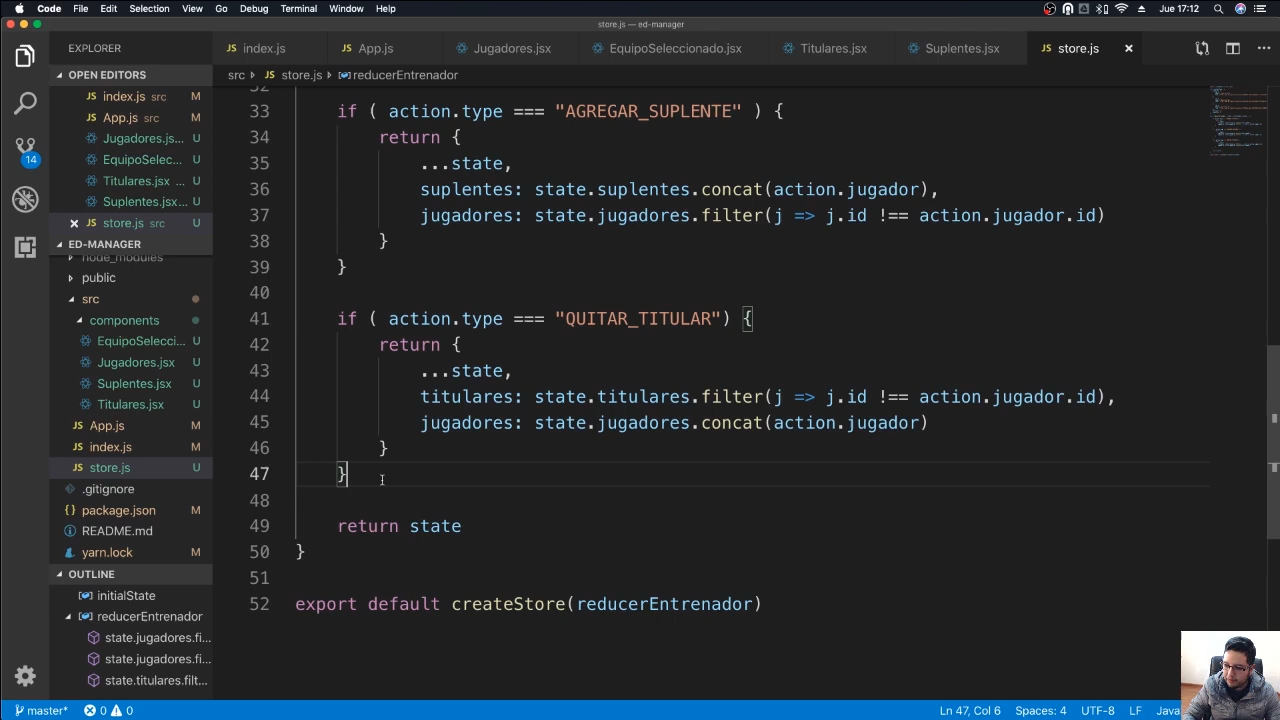 Code File Edit Selection View Go Debug Terminal Window Help Jue 17:12
store.js — ed-manager
EXPLORER
index.js App.js Jugadores.jsx EquipoSeleccionado.jsx Titulares.jsx Suplentes.jsx store.js
OPEN EDITORS
index.js src M
App.js src M
Jugadores.js... U
EquipoSelec... U
Titulares.jsx ... U
Suplentes.jsx... U
store.js src U
ED-MANAGER
node_modules
public
src
components
EquipoSelecci... U
Jugadores.jsx U
Suplentes.jsx U
Titulares.jsx U
App.js M
index.js M
store.js U
.gitignore
package.json M
README.md
yarn.lock M
OUTLINE
initialState
reducerEntrenador
state.jugadores.fi...
state.jugadores.fi...
state.titulares.filt...
14
src store.js reducerEntrenador
32
33 if ( action.type === "AGREGAR_SUPLENTE" ) {
34 return {
35 ...state,
36 suplentes: state.suplentes.concat(action.jugador),
37 jugadores: state.jugadores.filter(j => j.id !== action.jugador.id)
38 }
39 }
40
41 if ( action.type === "QUITAR_TITULAR") {
42 return {
43 ...state,
44 titulares: state.titulares.filter(j => j.id !== action.jugador.id),
45 jugadores: state.jugadores.concat(action.jugador)
46 }
47 }
48
49 return state
50 }
51
52 export default createStore(reducerEntrenador)
master* 0 0 Ln 47, Col 6 Spaces: 4 UTF-8 LF Java